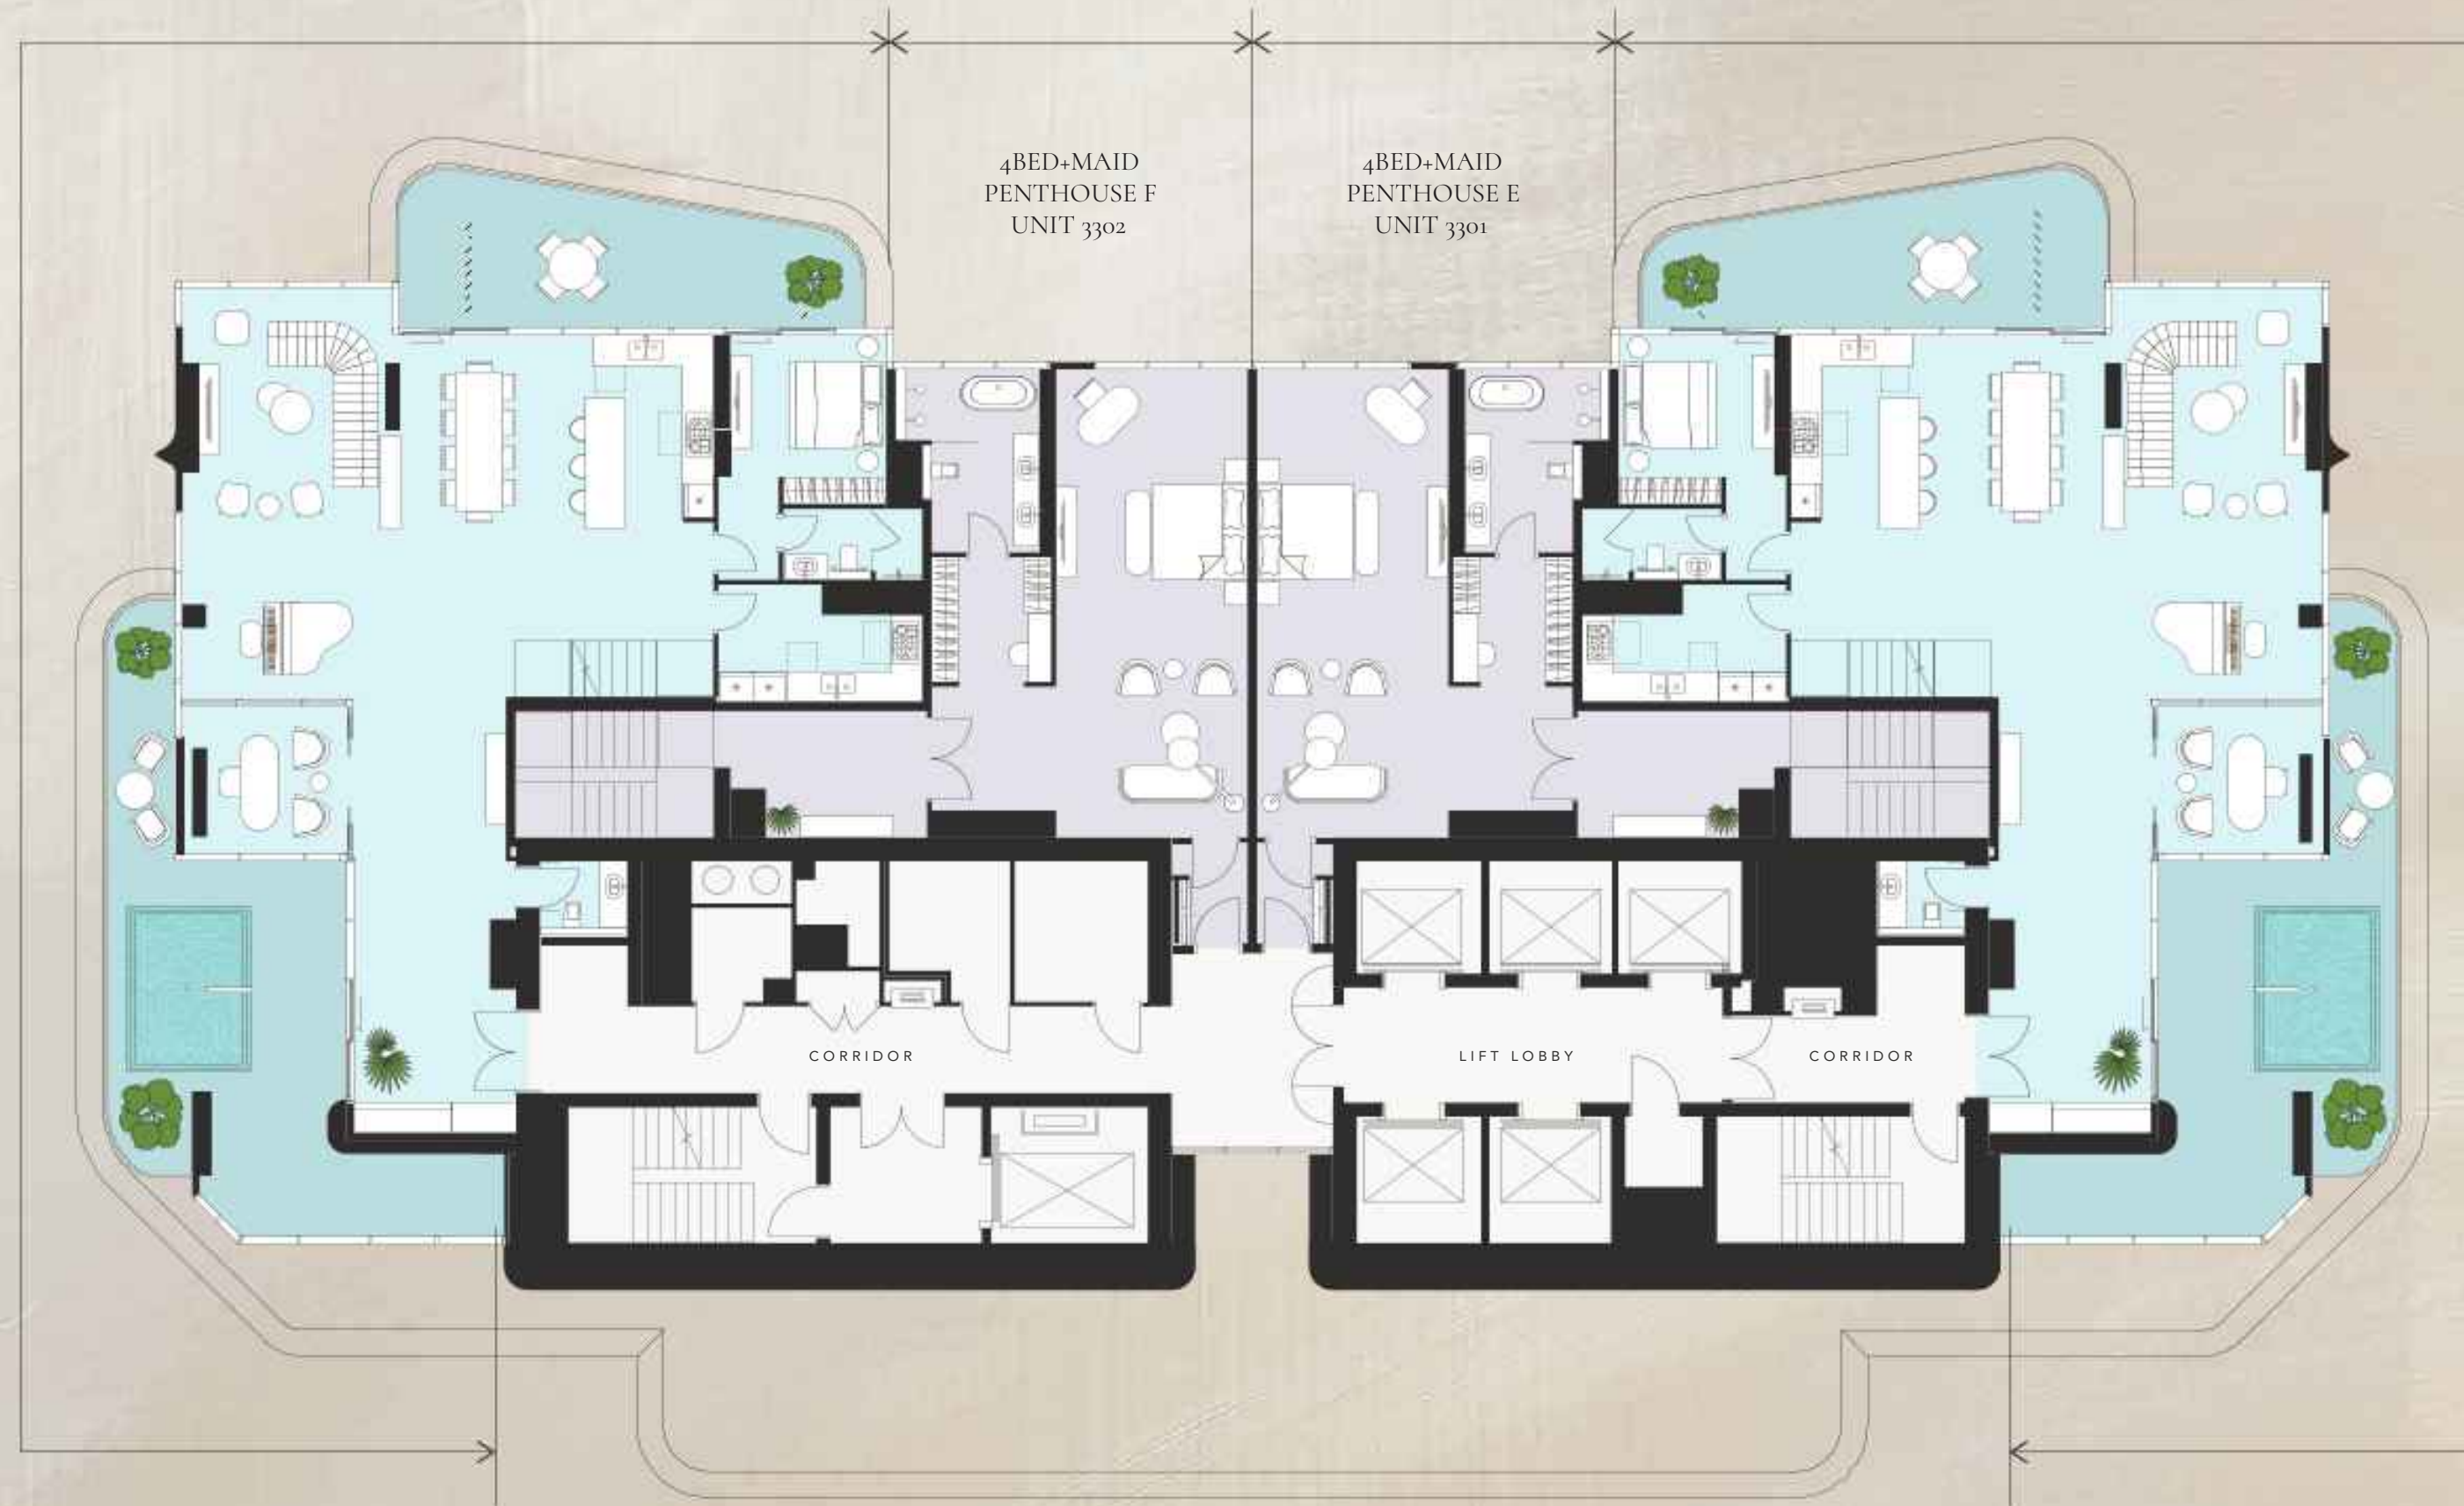 4BED+MAID
PENTHOUSE F
UNIT 3302
4BED+MAID
PENTHOUSE E
UNIT 3301
CORRIDOR
LIFT LOBBY
CORRIDOR